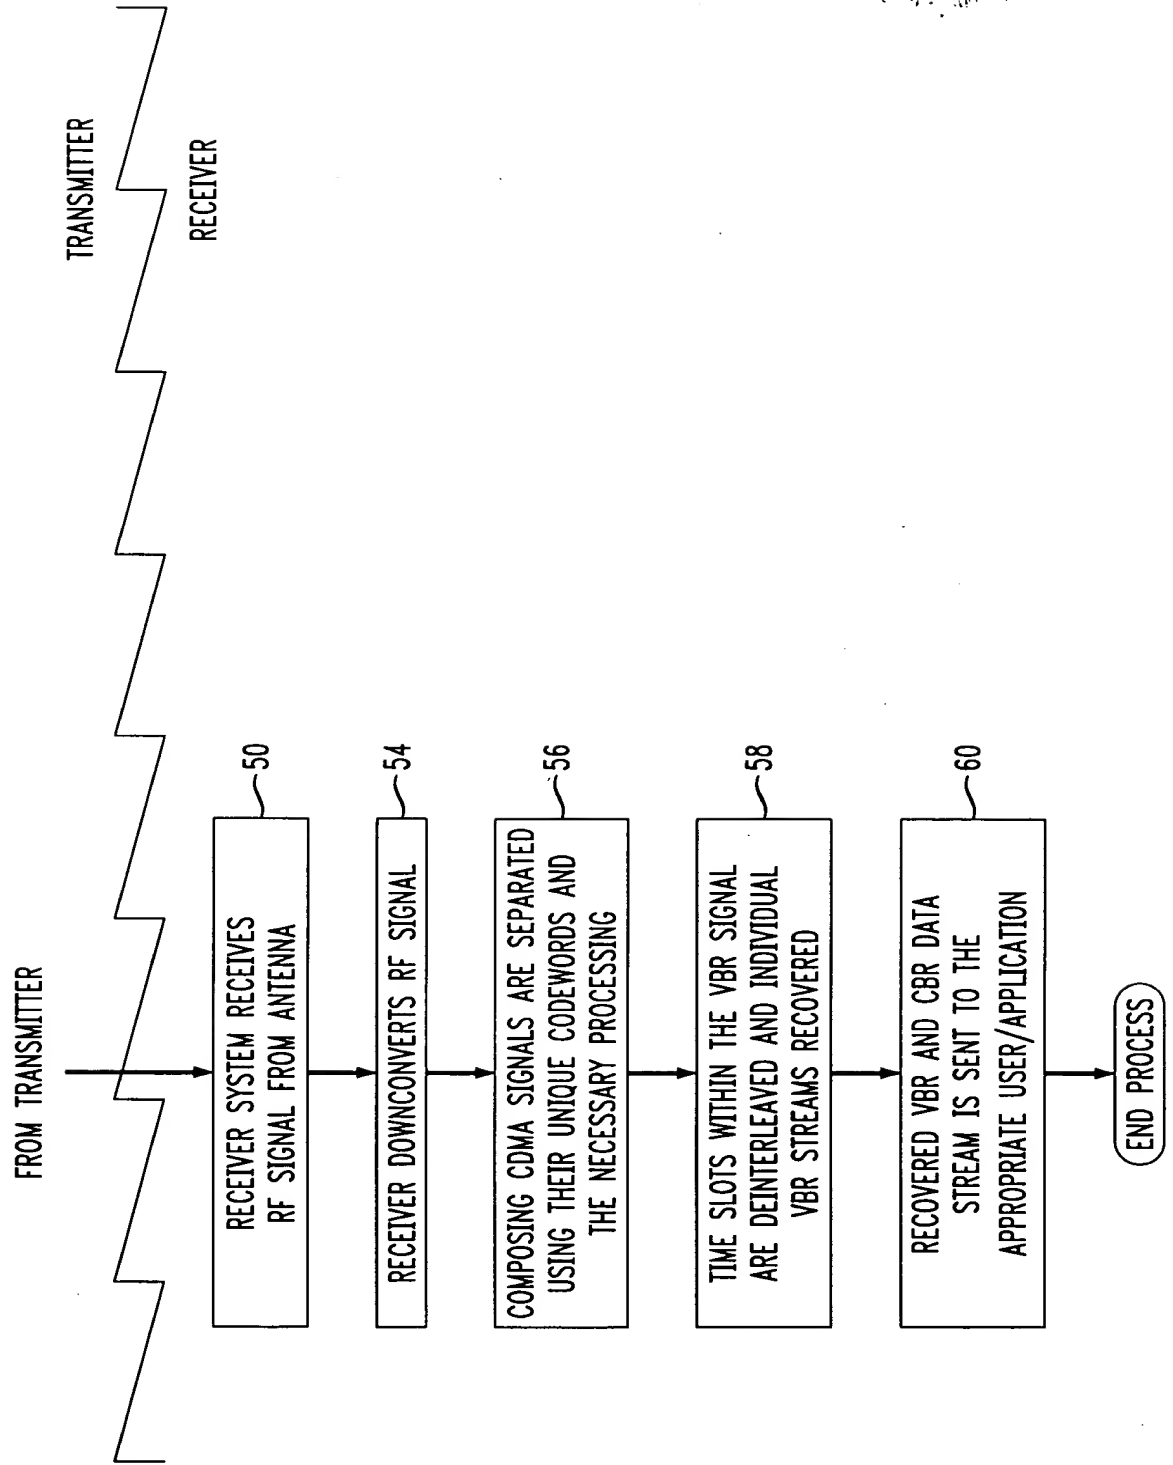 FROM TRANSMITTER
TRANSMITTER
RECEIVER
RECEIVER SYSTEM RECEIVES
RF SIGNAL FROM ANTENNA
50
RECEIVER DOWNCONVERTS RF SIGNAL
54
COMPOSING CDMA SIGNALS ARE SEPARATED
USING THEIR UNIQUE CODEWORDS AND
THE NECESSARY PROCESSING
56
TIME SLOTS WITHIN THE VBR SIGNAL
ARE DEINTERLEAVED AND INDIVIDUAL
VBR STREAMS RECOVERED
58
RECOVERED VBR AND CBR DATA
STREAM IS SENT TO THE
APPROPRIATE USER/APPLICATION
60
END PROCESS